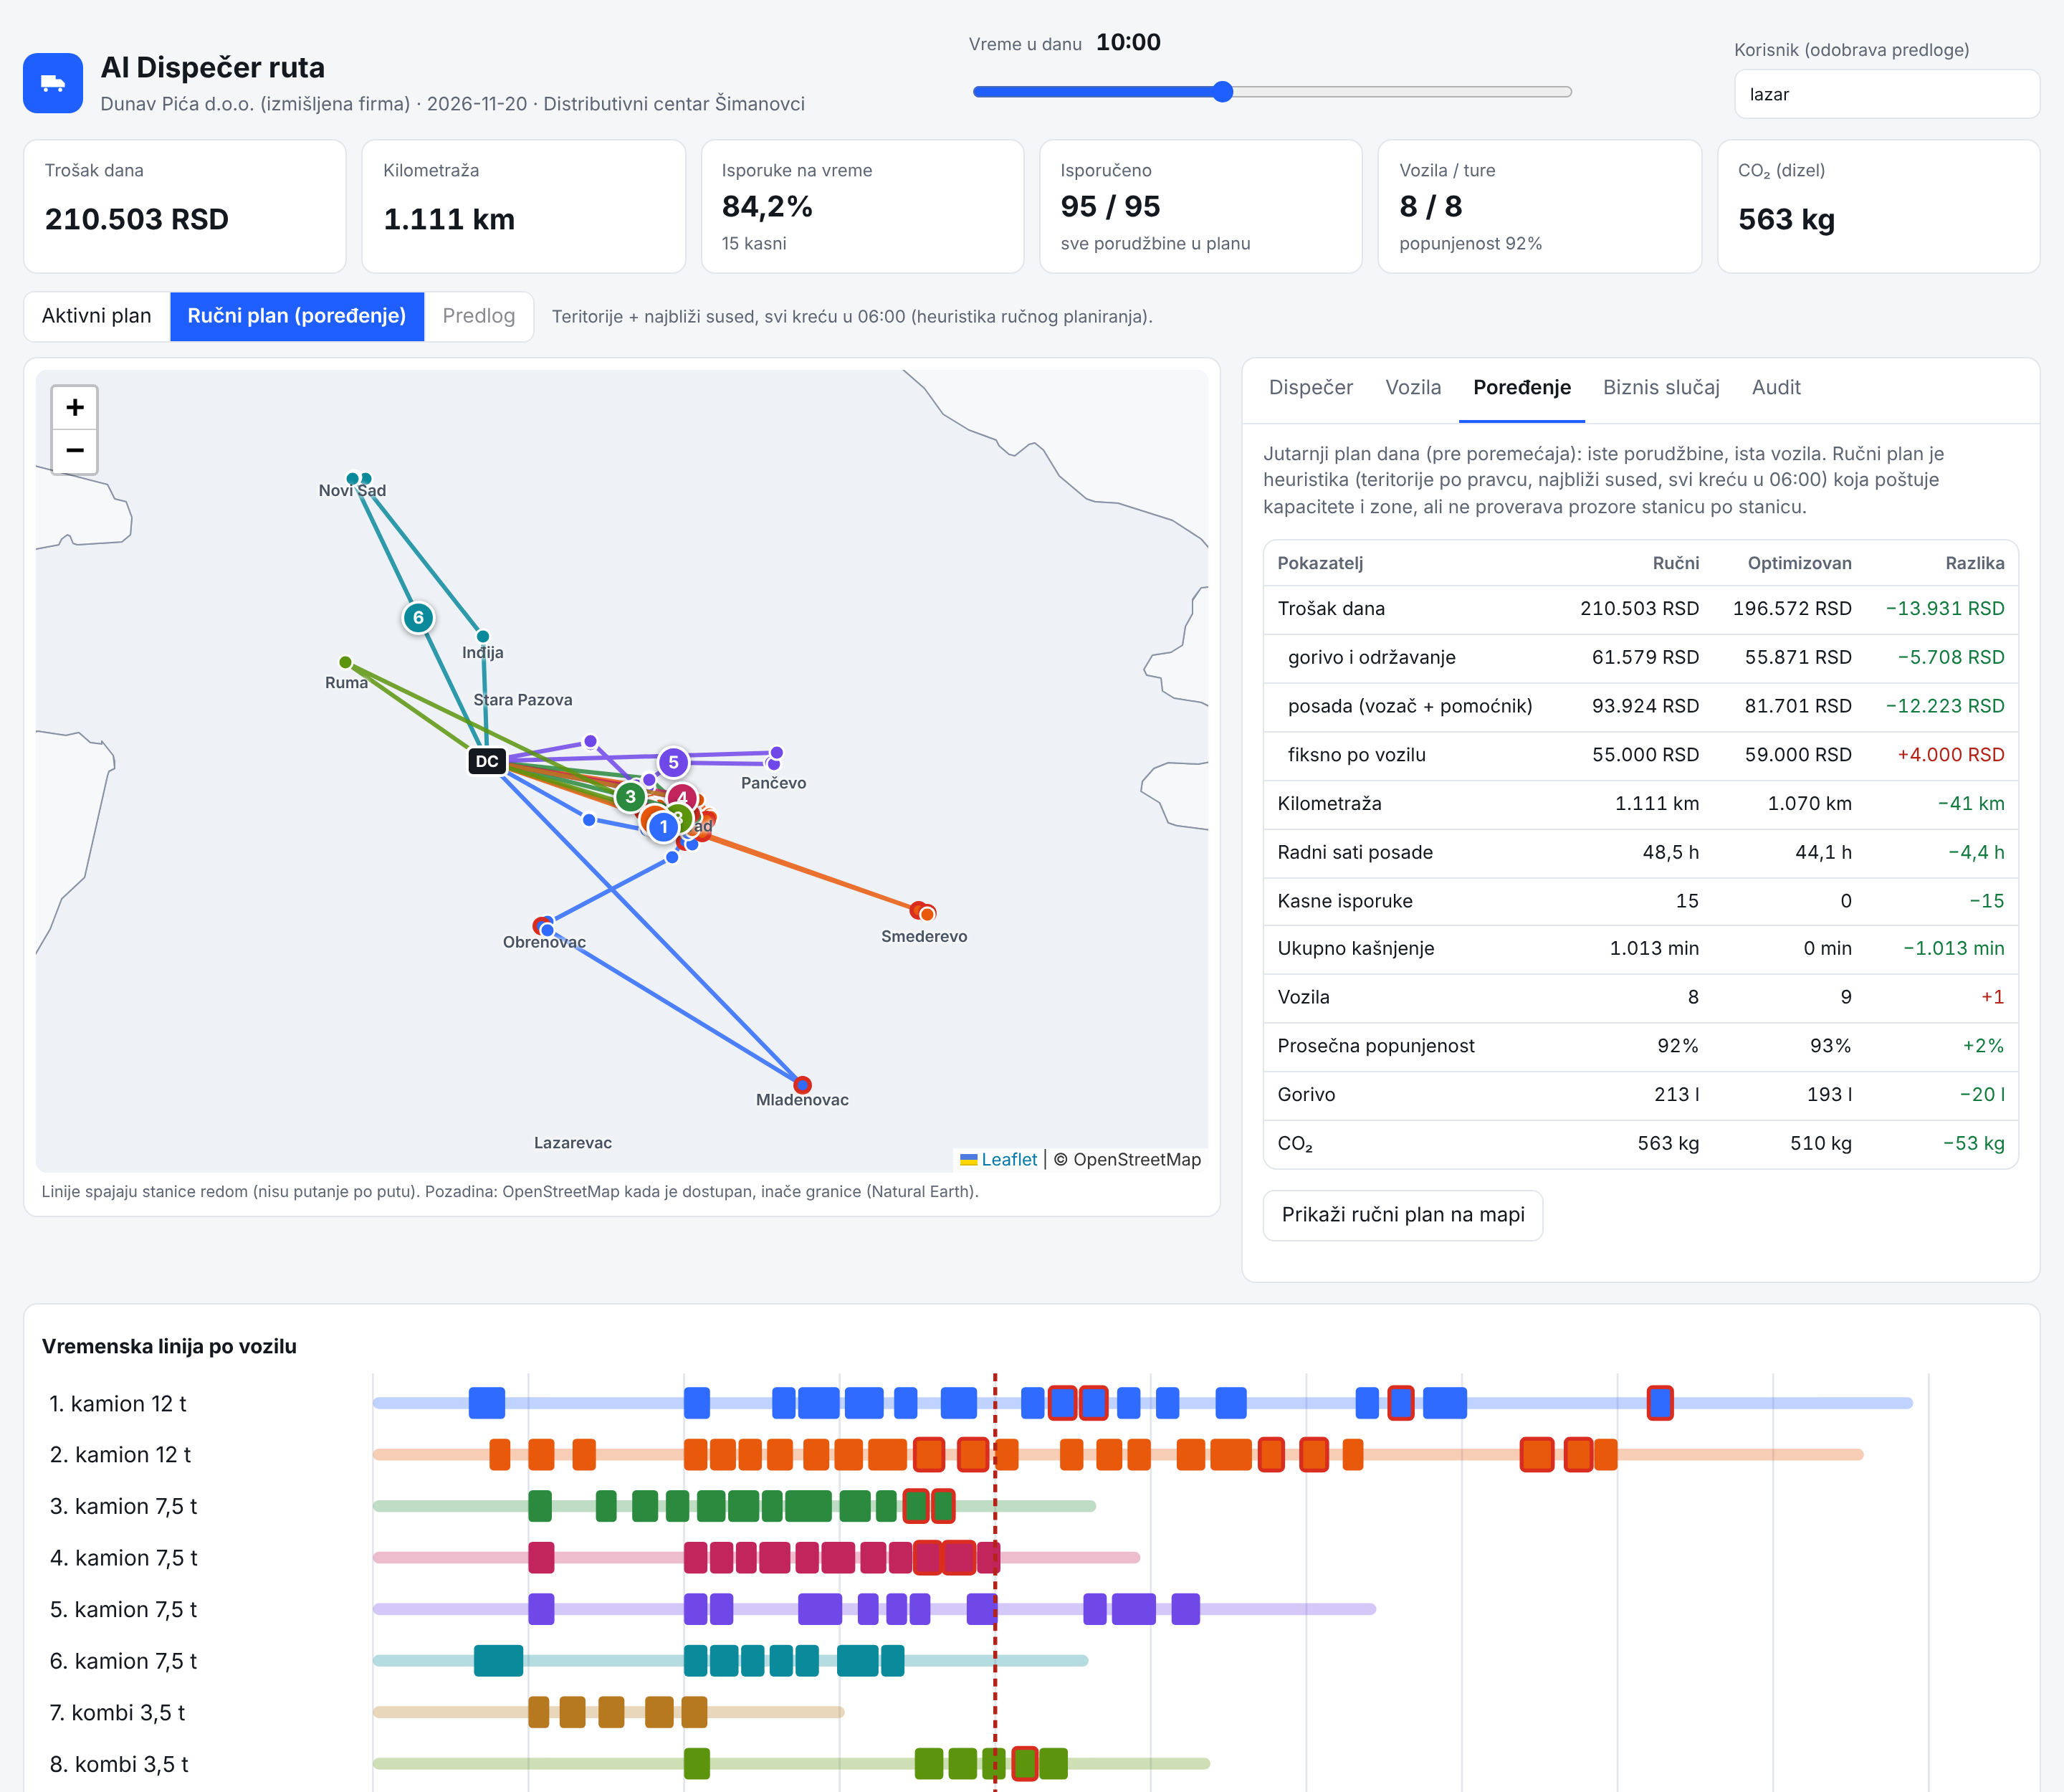 AI Dispečer ruta
Dunav Pića d.o.o. (izmišljena firma) · 2026-11-20 · Distributivni centar Šimanovci
Vreme u danu 10:00
Korisnik (odobrava predloge)
lazar
Trošak dana
210.503 RSD
Kilometraža
1.111 km
Isporuke na vreme
84,2%
15 kasni
Isporučeno
95 / 95
sve porudžbine u planu
Vozila / ture
8 / 8
popunjenost 92%
CO₂ (dizel)
563 kg
Aktivni plan
Ručni plan (poređenje)
Predlog
Teritorije + najbliži sused, svi kreću u 06:00 (heuristika ručnog planiranja).
+
−
Novi Sad
6
Inđija
Ruma
Stara Pazova
DC
5
Pančevo
3
4
1
Obrenovac
Smederevo
Mladenovac
Lazarevac
Leaflet | © OpenStreetMap
Linije spajaju stanice redom (nisu putanje po putu). Pozadina: OpenStreetMap kada je dostupan, inače granice (Natural Earth).
Dispečer Vozila Poređenje Biznis slučaj Audit
Jutarnji plan dana (pre poremećaja): iste porudžbine, ista vozila. Ručni plan je
heuristika (teritorije po pravcu, najbliži sused, svi kreću u 06:00) koja poštuje
kapacitete i zone, ali ne proverava prozore stanicu po stanicu.
Pokazatelj Ručni Optimizovan Razlika
Trošak dana 210.503 RSD 196.572 RSD −13.931 RSD
gorivo i održavanje 61.579 RSD 55.871 RSD −5.708 RSD
posada (vozač + pomoćnik) 93.924 RSD 81.701 RSD −12.223 RSD
fiksno po vozilu 55.000 RSD 59.000 RSD +4.000 RSD
Kilometraža 1.111 km 1.070 km −41 km
Radni sati posade 48,5 h 44,1 h −4,4 h
Kasne isporuke 15 0 −15
Ukupno kašnjenje 1.013 min 0 min −1.013 min
Vozila 8 9 +1
Prosečna popunjenost 92% 93% +2%
Gorivo 213 l 193 l −20 l
CO₂ 563 kg 510 kg −53 kg
Prikaži ručni plan na mapi
Vremenska linija po vozilu
1. kamion 12 t
2. kamion 12 t
3. kamion 7,5 t
4. kamion 7,5 t
5. kamion 7,5 t
6. kamion 7,5 t
7. kombi 3,5 t
8. kombi 3,5 t